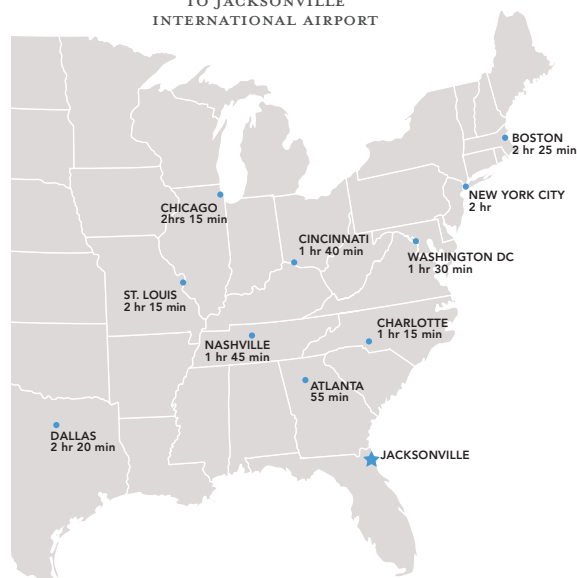 TO JACKSONVILLE
INTERNATIONAL AIRPORT
BOSTON
2 hr 25 min
NEW YORK CITY
2 hr
CHICAGO
2hrs 15 min
CINCINNATI
1 hr 40 min
WASHINGTON DC
1 hr 30 min
ST. LOUIS
2 hr 15 min
CHARLOTTE
1 hr 15 min
NASHVILLE
1 hr 45 min
ATLANTA
55 min
DALLAS
2 hr 20 min
JACKSONVILLE